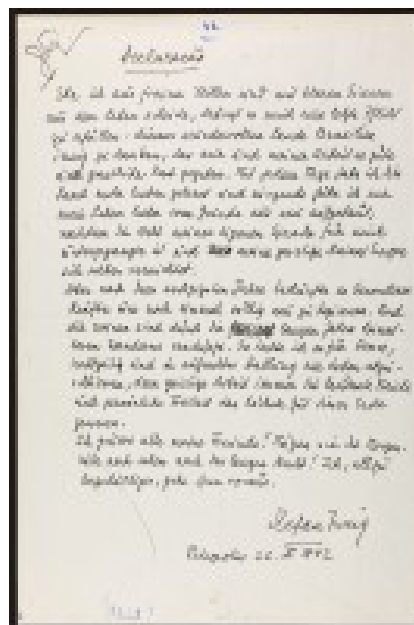 Declaração
Ehe ich aus freiem Willen und mit klaren Sinnen
aus dem Leben scheide, drängt es mich eine letzte Pflicht
zu erfüllen: diesem wundervollen Lande Brasilien
innig zu danken, das mir und meiner Arbeit so gute
und gastliche Rast gegeben. Mit jedem Tage habe ich dies
Land mehr lieben gelernt und nirgends hätte ich mir
mein Leben lieber vom Grunde aus neu aufgebaut,
nachdem die Welt meiner eigenen Sprache für mich
untergegangen ist und meine geistige Heimat Europa
sich selber vernichtet.
Aber nach dem sechzigsten Jahre bedürfte es besonderer
Kräfte um noch einmal völlig neu zu beginnen. Und
die meinen sind durch die langen Jahre heimat-
losen Wanderns erschöpft. So halte ich es für besser,
rechtzeitig und in aufrechter Haltung ein Leben abzu-
schliessen, dem geistige Arbeit immer die lauterste Freude
und persönliche Freiheit das höchste Gut dieser Erde
gewesen.
Ich grüsse alle meine Freunde! Mögen sie die Morgen-
röte noch sehen nach der langen Nacht! Ich, allzu
Ungeduldiger, gehe ihnen voraus.
Stefan Zweig
Petropolis 22. II 1942